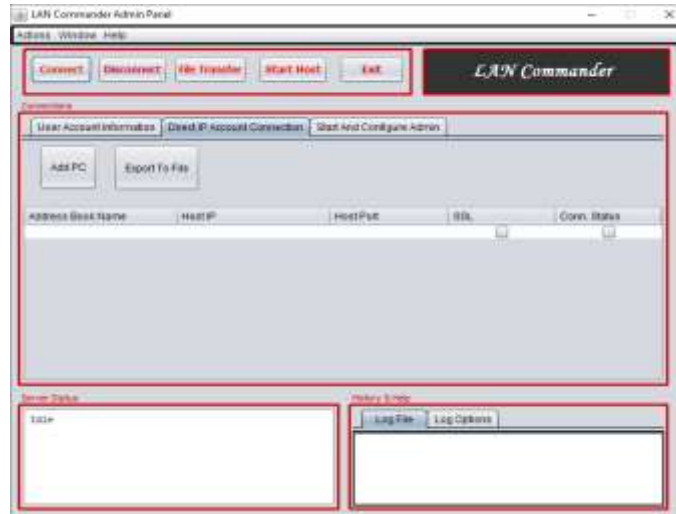 LAN Commander Admin Panel
Actions Window Help
Connect Disconnect File Transfer Start Host Exit
LAN Commander
Connections
User Account Information Direct IP Account Connection Start And Configure Admin
Add PC Export To File
Address Book Name Host IP Host Port SSL Conn. Status
Server Status
Idle
History & Help
Log File Log Options